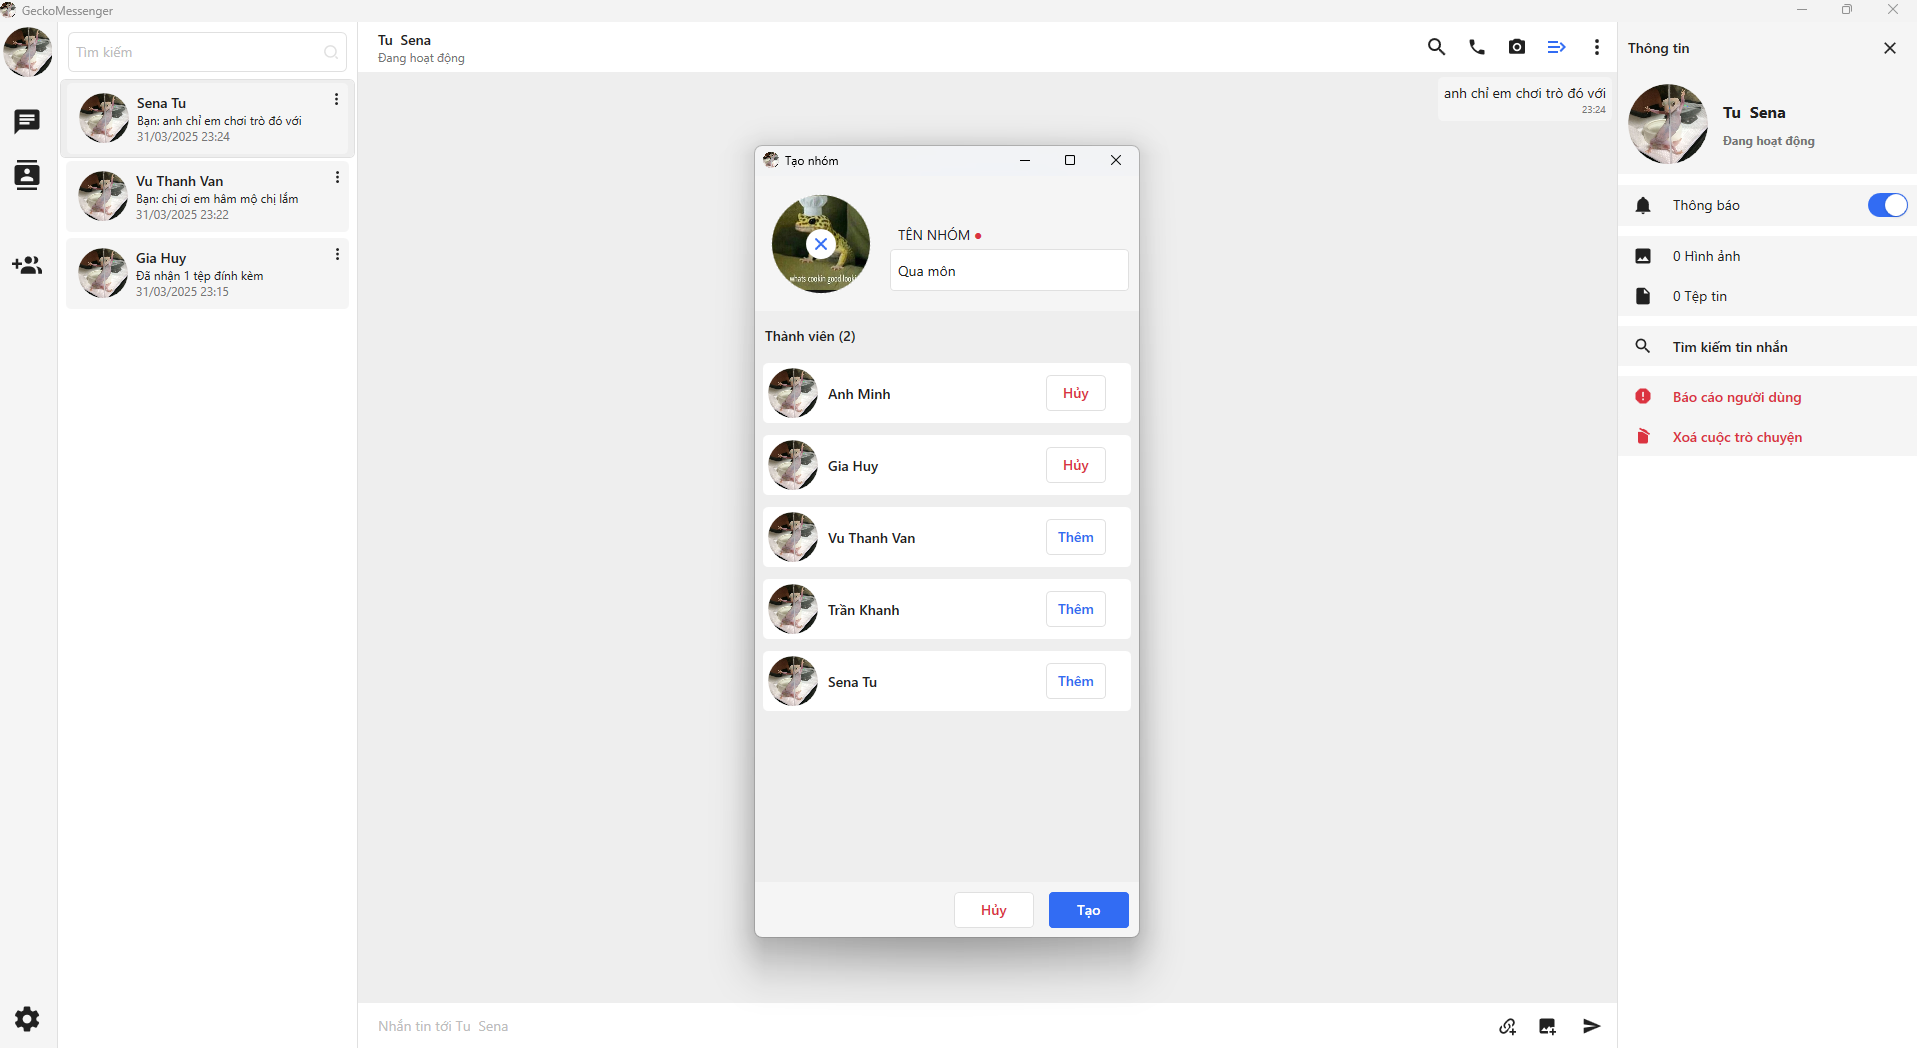 GeckoMessenger
Tìm kiếm
Sena Tu
Bạn: anh chỉ em chơi trò đó với
31/03/2025 23:24
Vu Thanh Van
Bạn: chị ơi em hâm mộ chị lắm
31/03/2025 23:22
Gia Huy
Đã nhận 1 tệp đính kèm
31/03/2025 23:15
Tu  Sena
Đang hoạt động
anh chỉ em chơi trò đó với
23:24
Tạo nhóm
whats cookin good lookin
TÊN NHÓM
Qua môn
Thành viên (2)
Anh Minh
Hủy
Gia Huy
Hủy
Vu Thanh Van
Thêm
Trần Khanh
Thêm
Sena Tu
Thêm
Hủy
Tạo
Nhắn tin tới Tu  Sena
Thông tin
Tu  Sena
Đang hoạt động
Thông báo
0 Hình ảnh
0 Tệp tin
Tìm kiếm tin nhắn
Báo cáo người dùng
Xoá cuộc trò chuyện